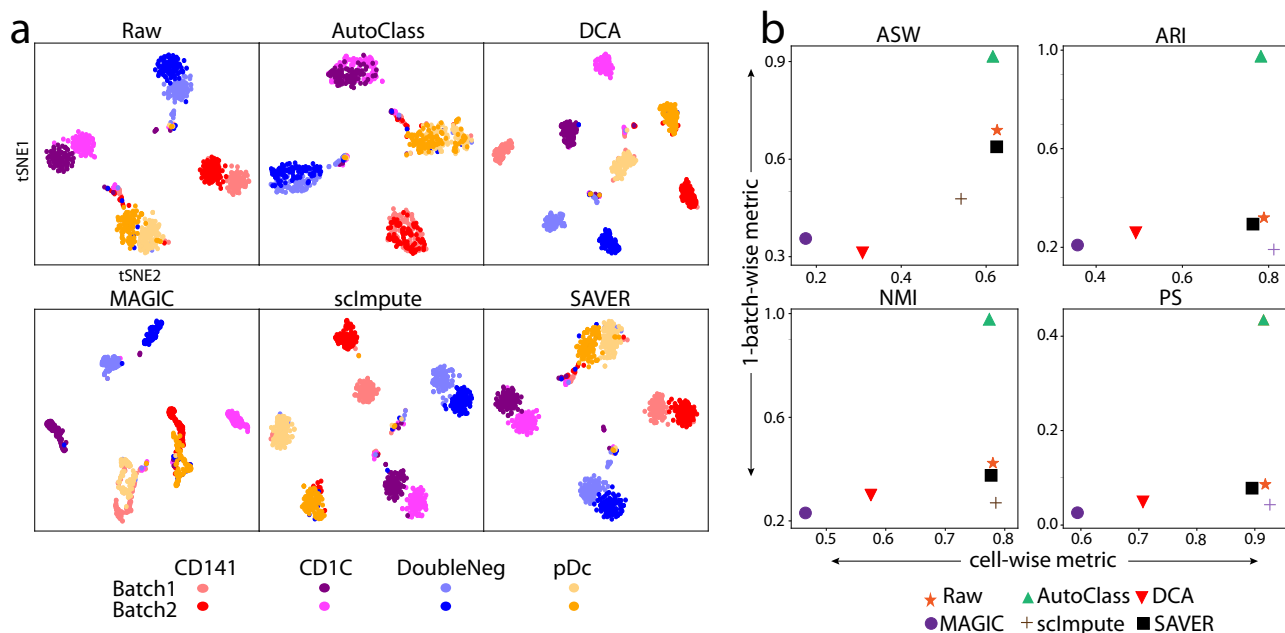 a
Raw
AutoClass
DCA
tSNE1
tSNE2
MAGIC
scImpute
SAVER
CD141
CD1C
DoubleNeg
pDc
Batch1
Batch2
b
ASW
ARI
0.9
0.6
0.3
0.2
0.4
0.6
1.0
0.6
0.2
0.4
0.6
0.8
1-batch-wise metric
NMI
PS
1.0
0.6
0.2
0.5
0.6
0.7
0.8
0.4
0.2
0.0
0.6
0.7
0.8
0.9
cell-wise metric
Raw
AutoClass
DCA
MAGIC
scImpute
SAVER